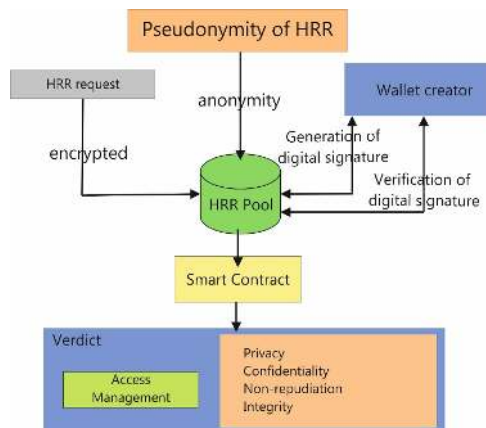 Pseudonymity of HRR
HRR request
Wallet creator
anonymity
encrypted
Generation of
digital signature
Verification of
digital signature
HRR Pool
Smart Contract
Verdict
Access
Management
Privacy
Confidentiality
Non-repudiation
Integrity